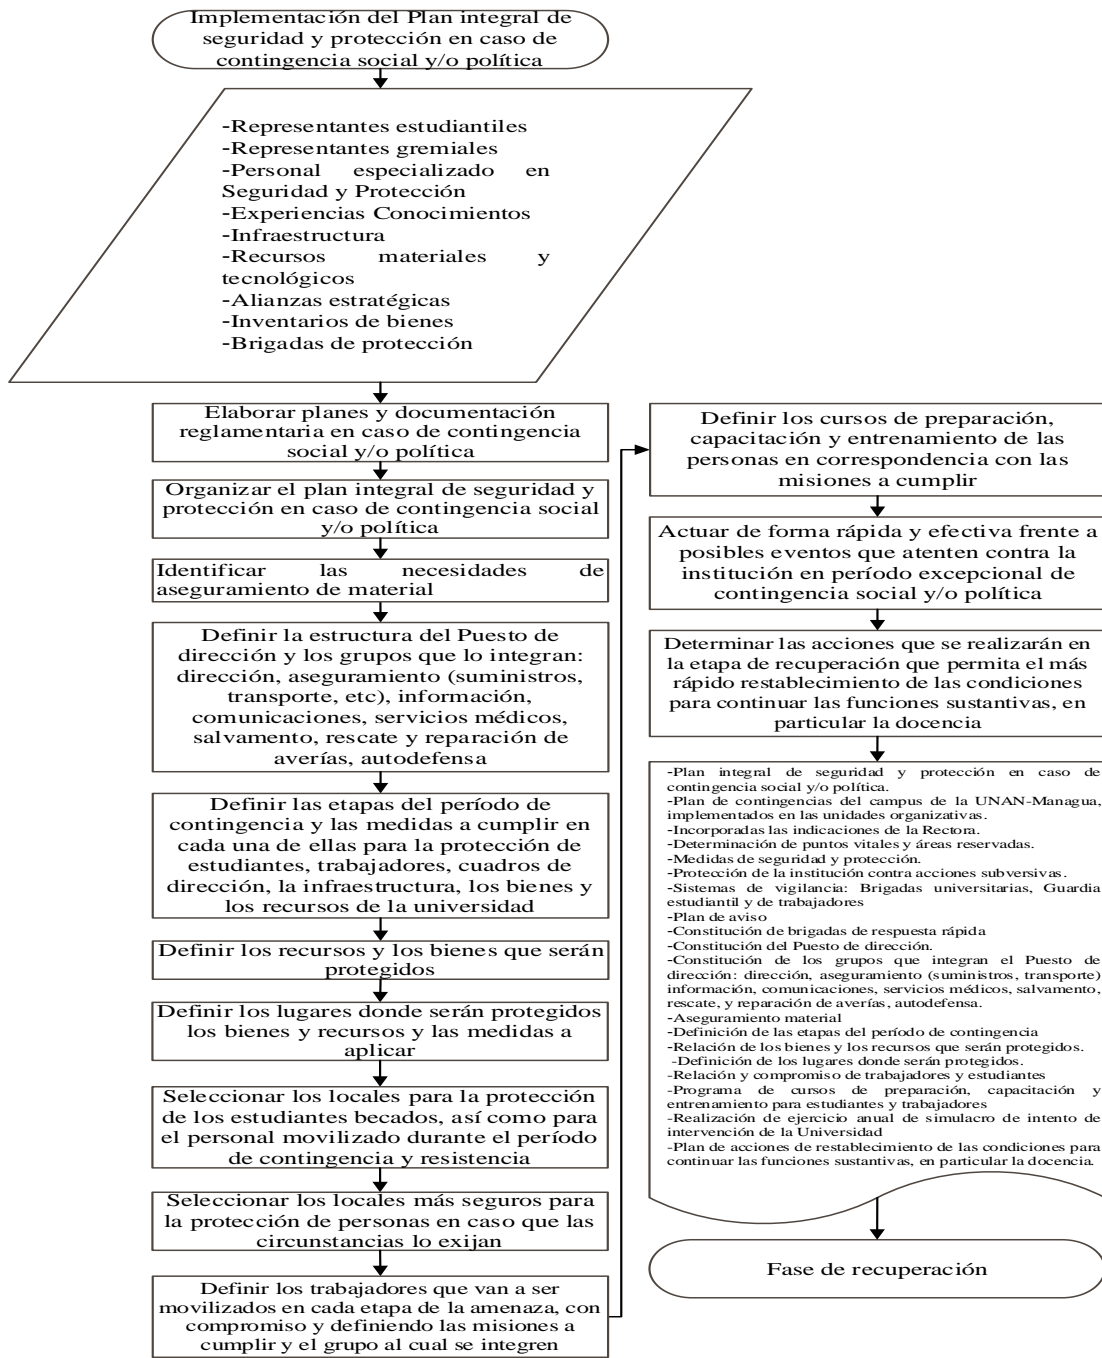 Implementación del Plan integral de
seguridad y protección en caso de
contingencia social y/o política
-Representantes estudiantiles
-Representantes gremiales
-Personal especializado en
Seguridad y Protección
-Experiencias Conocimientos
-Infraestructura
-Recursos materiales y
tecnológicos
-Alianzas estratégicas
-Inventarios de bienes
-Brigadas de protección
Elaborar planes y documentación
reglamentaria en caso de contingencia
social y/o política
Organizar el plan integral de seguridad y
protección en caso de contingencia social
y/o política
Identificar las necesidades de
aseguramiento de material
Definir la estructura del Puesto de
dirección y los grupos que lo integran:
dirección, aseguramiento (suministros,
transporte, etc), información,
comunicaciones, servicios médicos,
salvamento, rescate y reparación de
averías, autodefensa
Definir las etapas del período de
contingencia y las medidas a cumplir en
cada una de ellas para la protección de
estudiantes, trabajadores, cuadros de
dirección, la infraestructura, los bienes y
los recursos de la universidad
Definir los recursos y los bienes que serán
protegidos
Definir los lugares donde serán protegidos
los bienes y recursos y las medidas a
aplicar
Seleccionar los locales para la protección
de los estudiantes becados, así como para
el personal movilizado durante el período
de contingencia y resistencia
Seleccionar los locales más seguros para
la protección de personas en caso que las
circunstancias lo exijan
Definir los trabajadores que van a ser
movilizados en cada etapa de la amenaza, con
compromiso y definiendo las misiones a
cumplir y el grupo al cual se integren
Definir los cursos de preparación,
capacitación y entrenamiento de las
personas en correspondencia con las
misiones a cumplir
Actuar de forma rápida y efectiva frente a
posibles eventos que atenten contra la
institución en período excepcional de
contingencia social y/o política
Determinar las acciones que se realizarán en
la etapa de recuperación que permita el más
rápido restablecimiento de las condiciones
para continuar las funciones sustantivas, en
particular la docencia
-Plan integral de seguridad y protección en caso de
contingencia social y/o política.
-Plan de contingencias del campus de la UNAN-Managua,
implementados en las unidades organizativas.
-Incorporadas las indicaciones de la Rectora.
-Determinación de puntos vitales y áreas reservadas.
-Medidas de seguridad y protección.
-Protección de la institución contra acciones subversivas.
-Sistemas de vigilancia: Brigadas universitarias, Guardia
estudiantil y de trabajadores
-Plan de aviso
-Constitución de brigadas de respuesta rápida
-Constitución del Puesto de dirección.
-Constitución de los grupos que integran el Puesto de
dirección: dirección, aseguramiento (suministros, transporte)
información, comunicaciones, servicios médicos, salvamento,
rescate, y reparación de averías, autodefensa.
-Aseguramiento material
-Definición de las etapas del período de contingencia
-Relación de los bienes y los recursos que serán protegidos.
-Definición de los lugares donde serán protegidos.
-Relación y compromiso de trabajadores y estudiantes
-Programa de cursos de preparación, capacitación y
entrenamiento para estudiantes y trabajadores
-Realización de ejercicio anual de simulacro de intento de
intervención de la Universidad
-Plan de acciones de restablecimiento de las condiciones para
continuar las funciones sustantivas, en particular la docencia.
Fase de recuperación